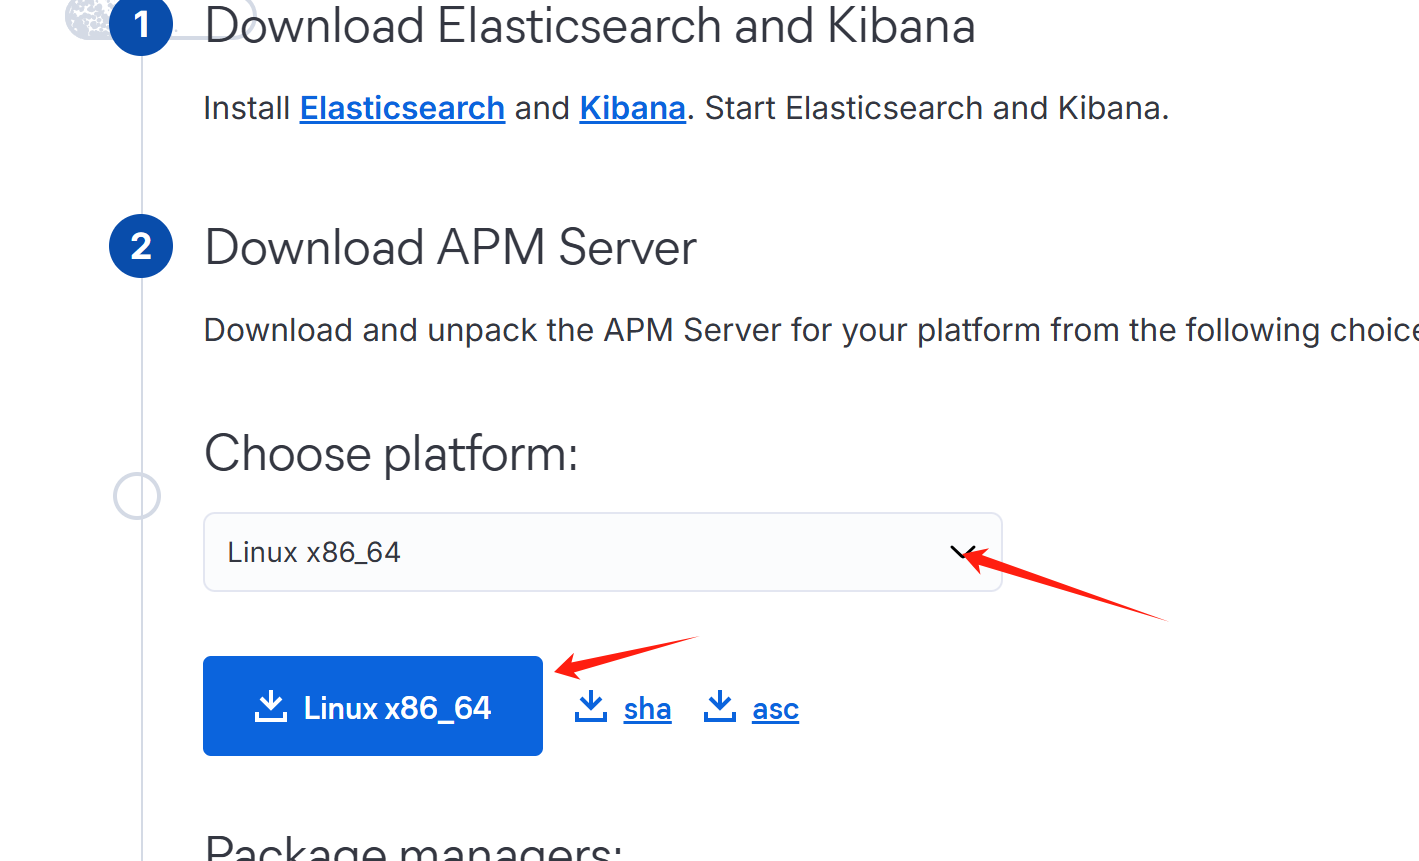 1
Download Elasticsearch and Kibana
Install Elasticsearch and Kibana. Start Elasticsearch and Kibana.
2
Download APM Server
Download and unpack the APM Server for your platform from the following choice
Choose platform:
Linux x86_64
Linux x86_64 sha asc
Package managers: